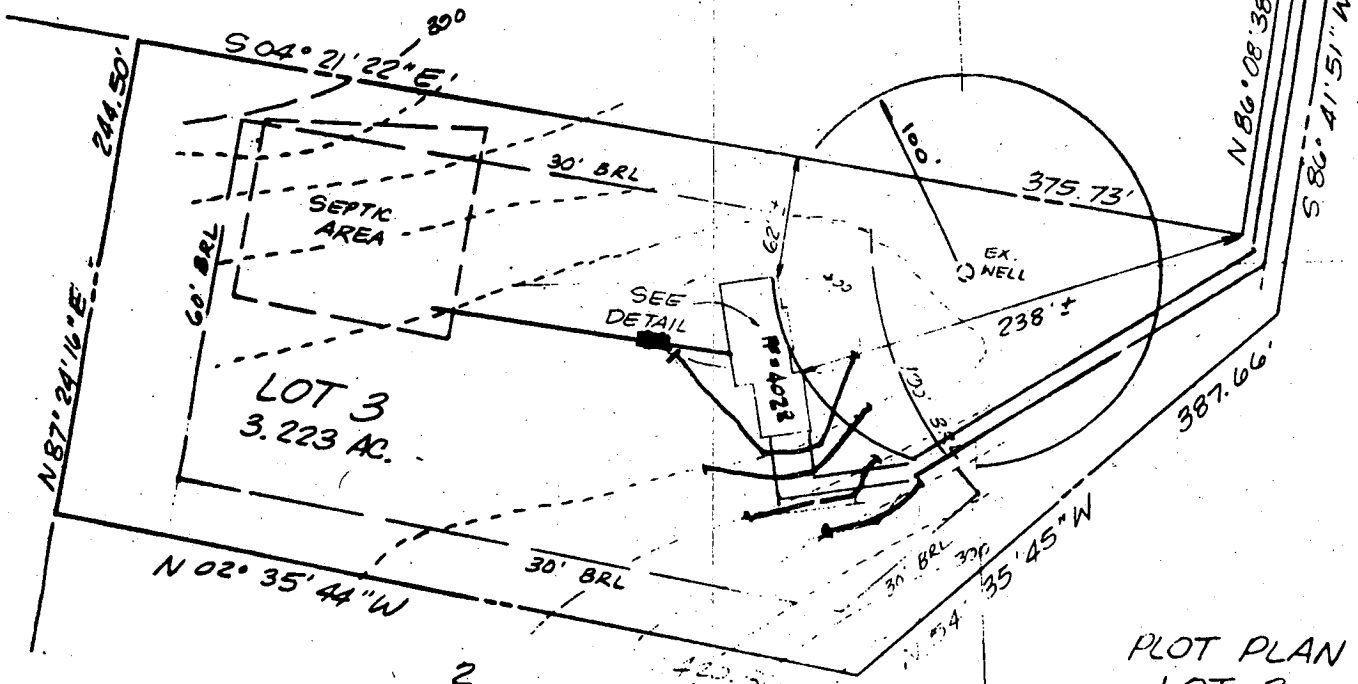 390
S 04° 21' 22" E
244.50'
N 86° 08' 38
S 86° 41' 51" W
100'
30' BRL
375.73'
SEPTIC
AREA
62' ±
EX.
WELL
60' BRL
SEE
DETAIL
238' ±
N 87° 24' 16" E
LOT 3
3.223 AC.
387.66'
35' 45" W
30' BRL
30' BRL
390
N 02° 35' 44" W
2
PLOT PLAN